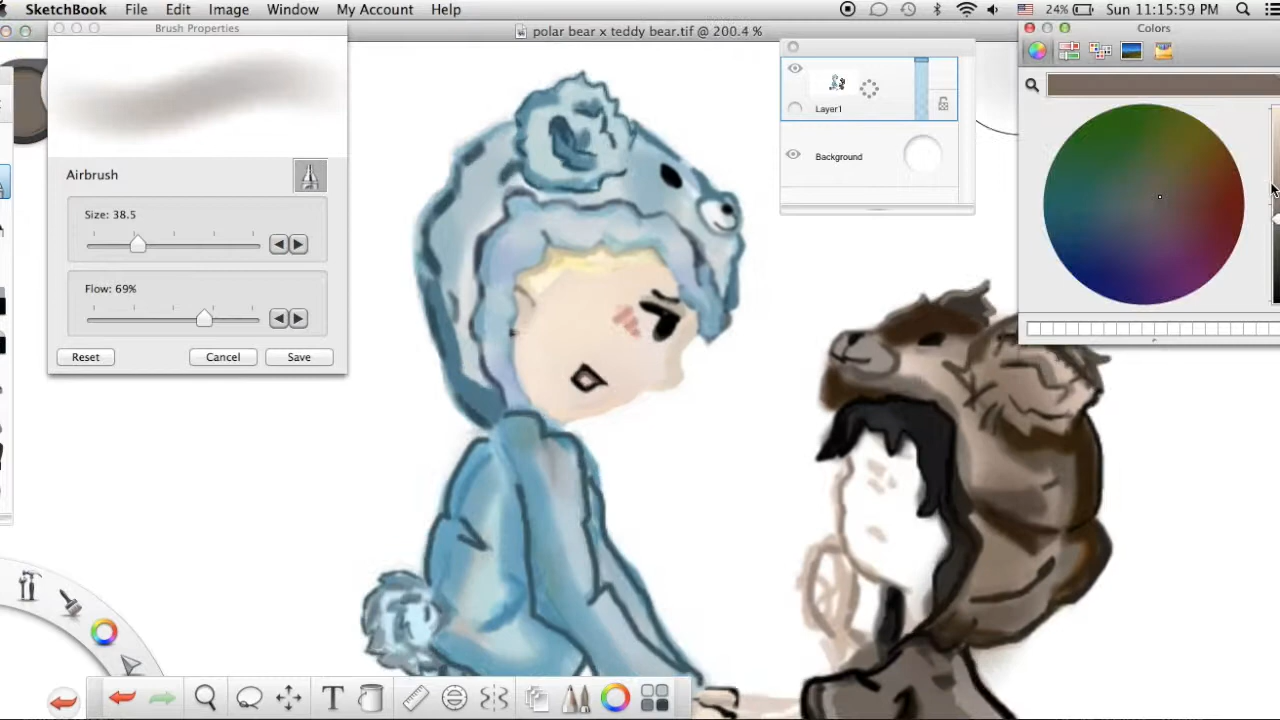 SketchBook File Edit Image Window My Account Help 24% Sun 11:15:59 PM
Brush Properties
polar bear x teddy bear.tif @ 200.4 %
Colors
Airbrush
Size: 38.5
Flow: 69%
Reset Cancel Save
Layer1
Background
T